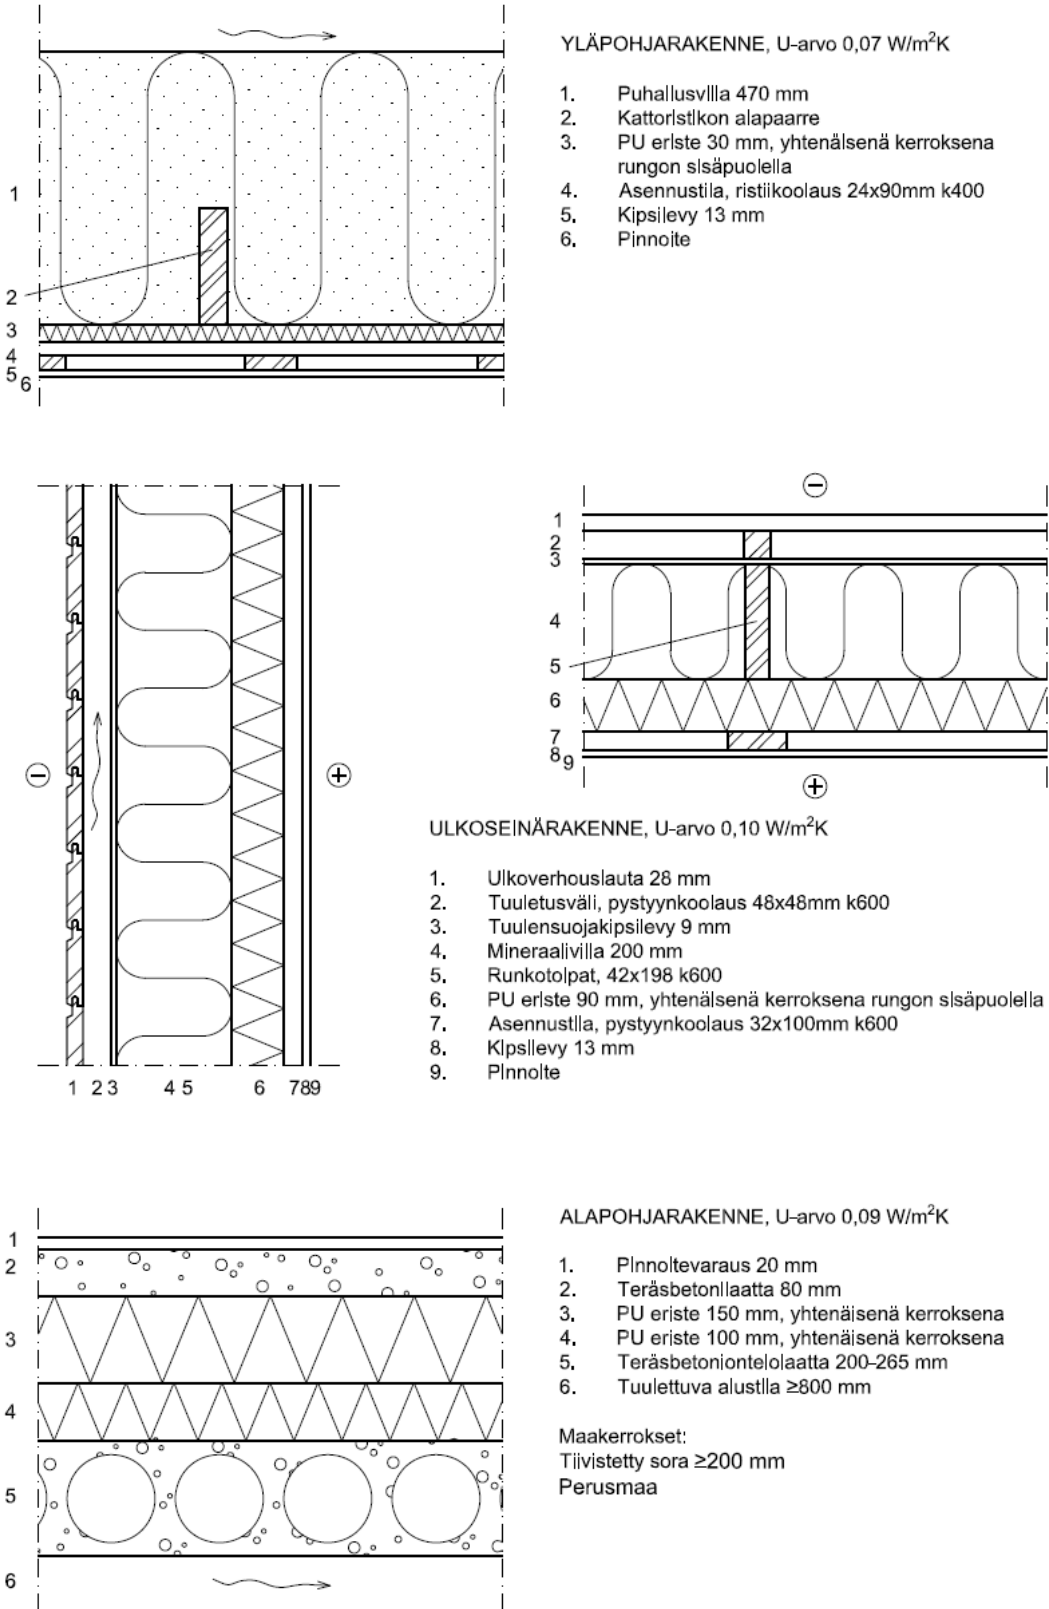 YLÄPOHJARAKENNE, U-arvo 0,07 W/m²K
1. Puhallusvilla 470 mm
2. Kattoristikon alapaarre
3. PU eriste 30 mm, yhtenäisenä kerroksena
rungon sisäpuolella
4. Asennustila, ristiikoolaus 24x90mm k400
5. Kipsilevy 13 mm
6. Pinnoite
1
2
3
4
5
6
−
1
2
3
4
5
6
7
8
9
+
−
+
1 2 3 4 5 6 7 8 9
ULKOSEINÄRAKENNE, U-arvo 0,10 W/m²K
1. Ulkoverhouslauta 28 mm
2. Tuuletusväli, pystyynkoolaus 48x48mm k600
3. Tuulensuojakipsilevy 9 mm
4. Mineraalivilla 200 mm
5. Runkotolpat, 42x198 k600
6. PU eriste 90 mm, yhtenäisenä kerroksena rungon sisäpuolella
7. Asennustila, pystyynkoolaus 32x100mm k600
8. Kipsilevy 13 mm
9. Pinnoite
ALAPOHJARAKENNE, U-arvo 0,09 W/m²K
1. Pinnoitevaraus 20 mm
2. Teräsbetonilaatta 80 mm
3. PU eriste 150 mm, yhtenäisenä kerroksena
4. PU eriste 100 mm, yhtenäisenä kerroksena
5. Teräsbetoniontelolaatta 200-265 mm
6. Tuulettuva alustila ≥800 mm
Maakerrokset:
Tiivistetty sora ≥200 mm
Perusmaa
1
2
3
4
5
6